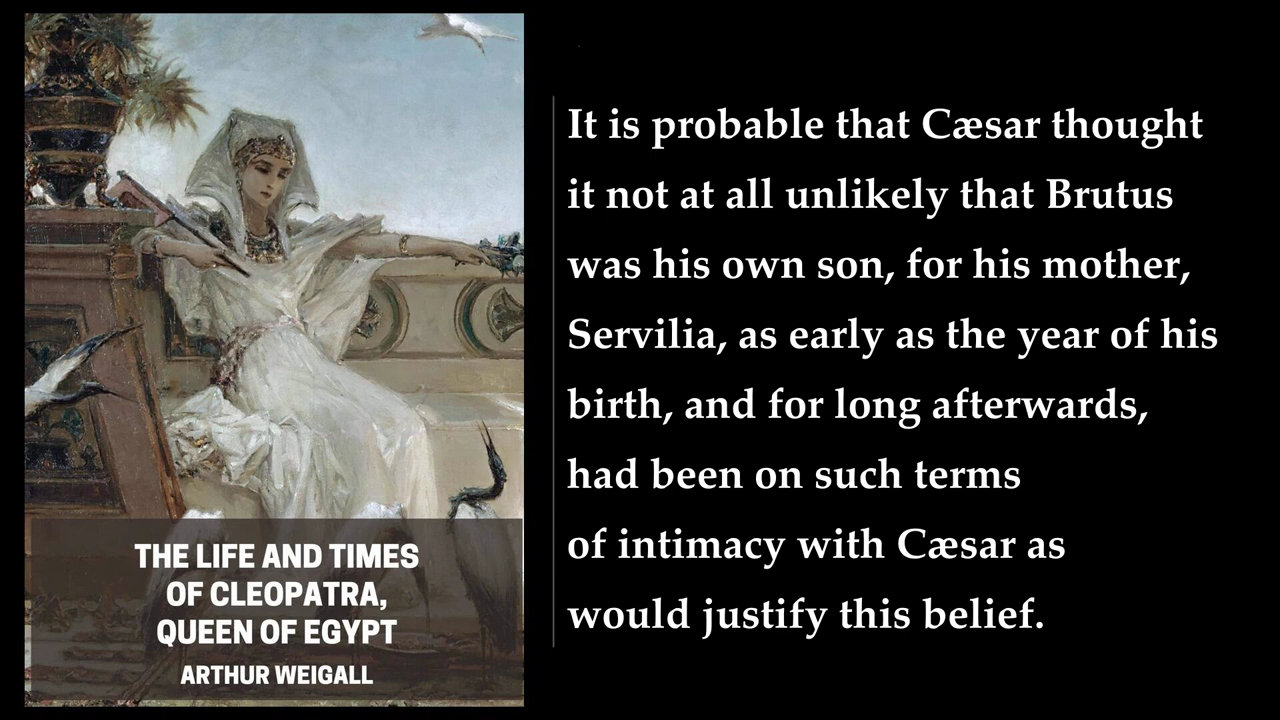 THE LIFE AND TIMES
OF CLEOPATRA,
QUEEN OF EGYPT
ARTHUR WEIGALL
It is probable that Cæsar thought
it not at all unlikely that Brutus
was his own son, for his mother,
Servilia, as early as the year of his
birth, and for long afterwards,
had been on such terms
of intimacy with Cæsar as
would justify this belief.